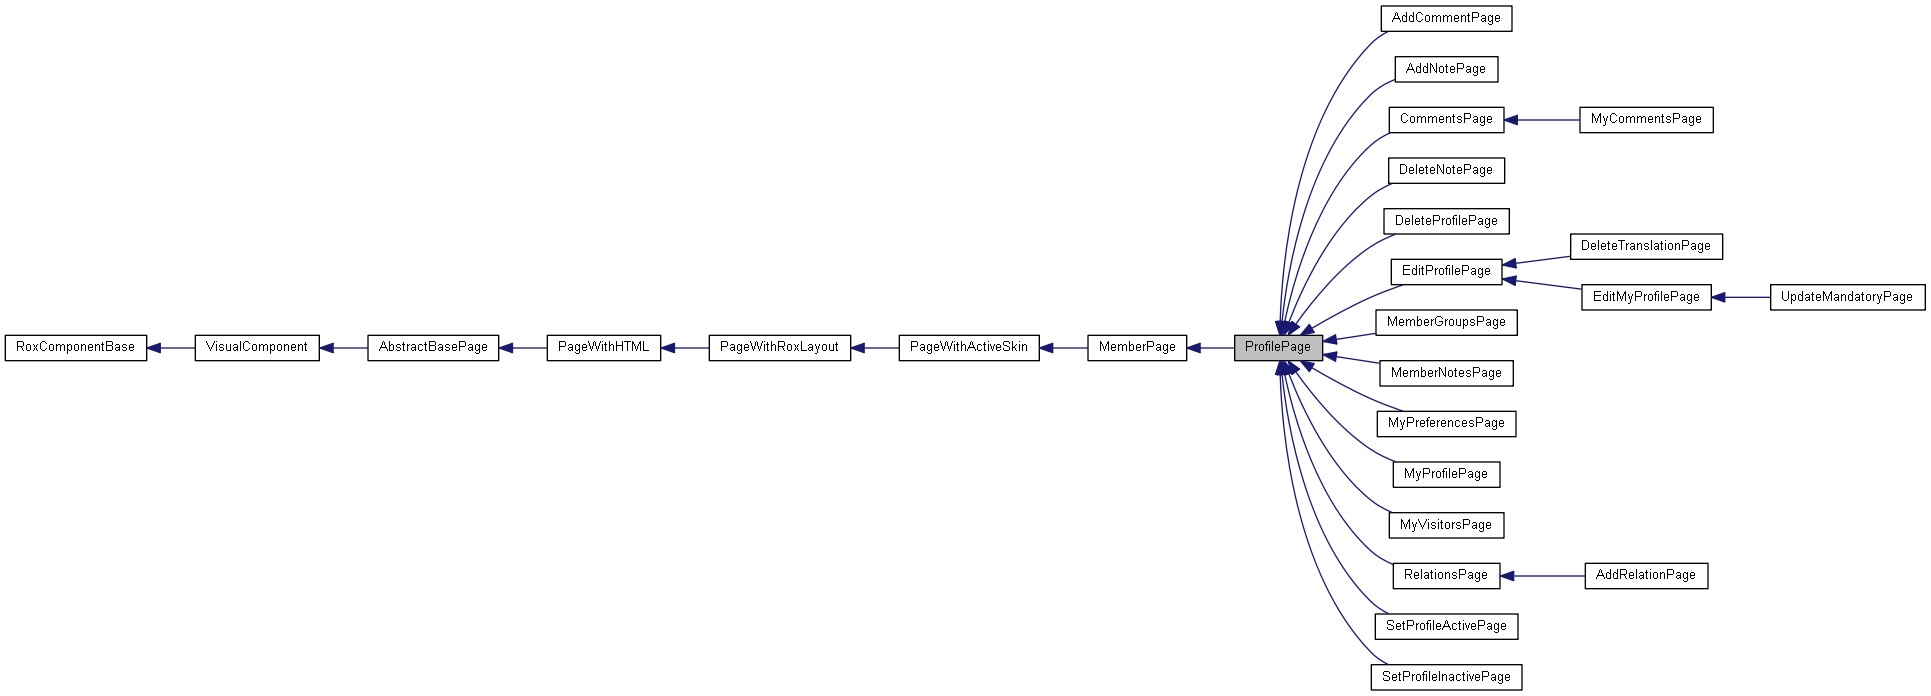 AddCommentPage
AddNotePage
CommentsPage
MyCommentsPage
DeleteNotePage
DeleteProfilePage
DeleteTranslationPage
EditProfilePage
EditMyProfilePage
UpdateMandatoryPage
MemberGroupsPage
RoxComponentBase
VisualComponent
AbstractBasePage
PageWithHTML
PageWithRoxLayout
PageWithActiveSkin
MemberPage
ProfilePage
MemberNotesPage
MyPreferencesPage
MyProfilePage
MyVisitorsPage
RelationsPage
AddRelationPage
SetProfileActivePage
SetProfileInactivePage